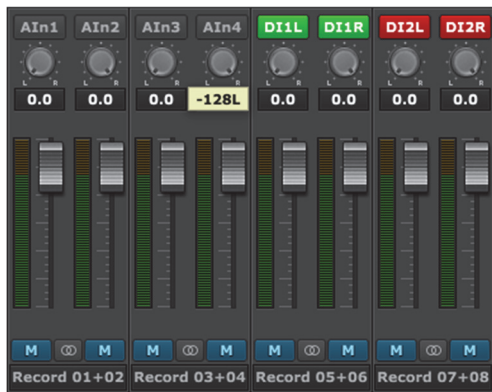 AIn1 AIn2 AIn3 AIn4 DI1L DI1R DI2L DI2R
L R L R L R L R L R L R L R L R
0.0 0.0 0.0 -128L 0.0 0.0 0.0 0.0
M M M M M M M M
Record 01+02 Record 03+04 Record 05+06 Record 07+08